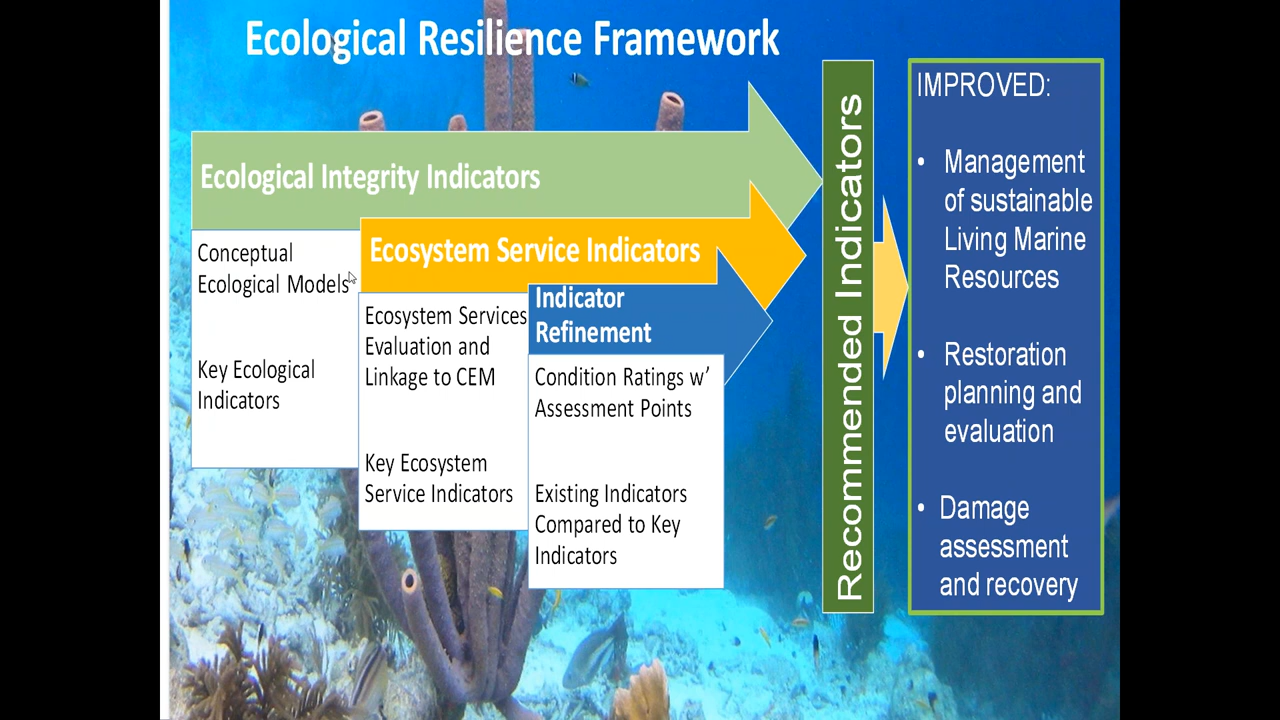 Ecological Resilience Framework
Ecological Integrity Indicators
Conceptual
Ecological Models
Key Ecological
Indicators
Ecosystem Service Indicators
Ecosystem Services
Evaluation and
Linkage to CEM
Key Ecosystem
Service Indicators
Indicator
Refinement
Condition Ratings w’
Assessment Points
Existing Indicators
Compared to Key
Indicators
Recommended Indicators
IMPROVED:
• Management
of sustainable
Living Marine
Resources
• Restoration
planning and
evaluation
• Damage
assessment
and recovery